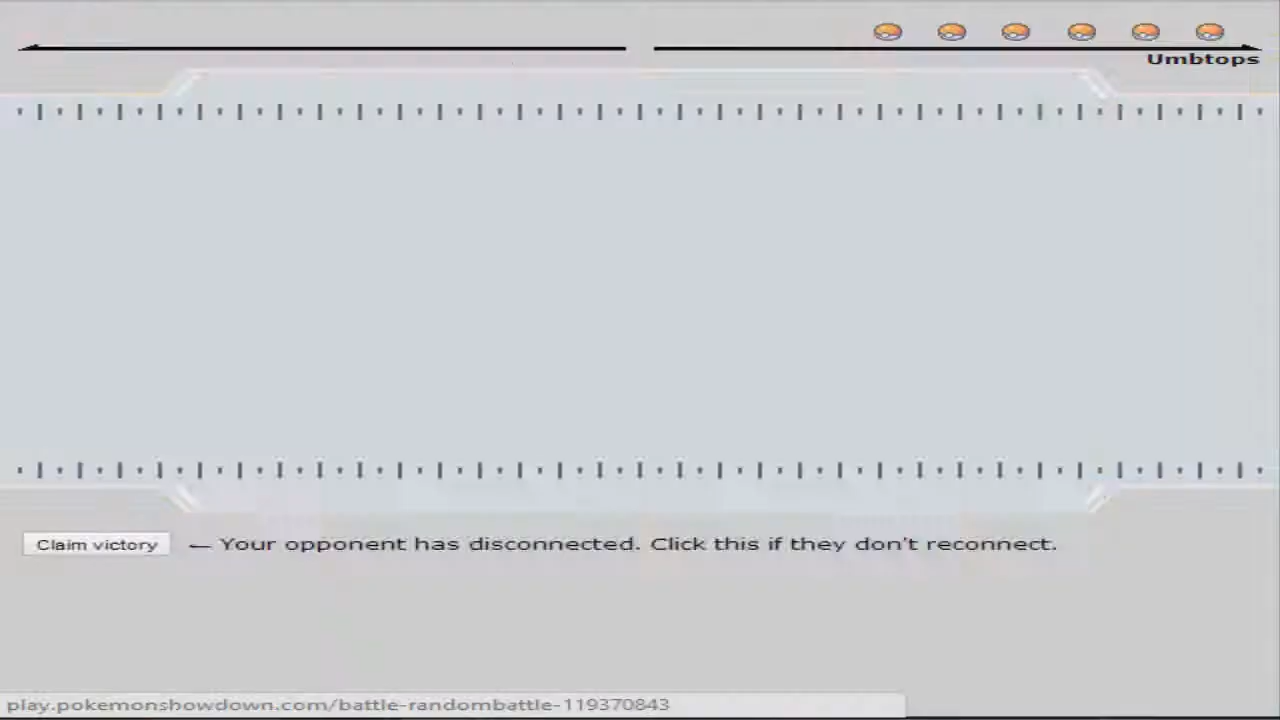 Umbtops
Claim victory ← Your opponent has disconnected. Click this if they don't reconnect.
play.pokemonshowdown.com/battle-randombattle-119370843